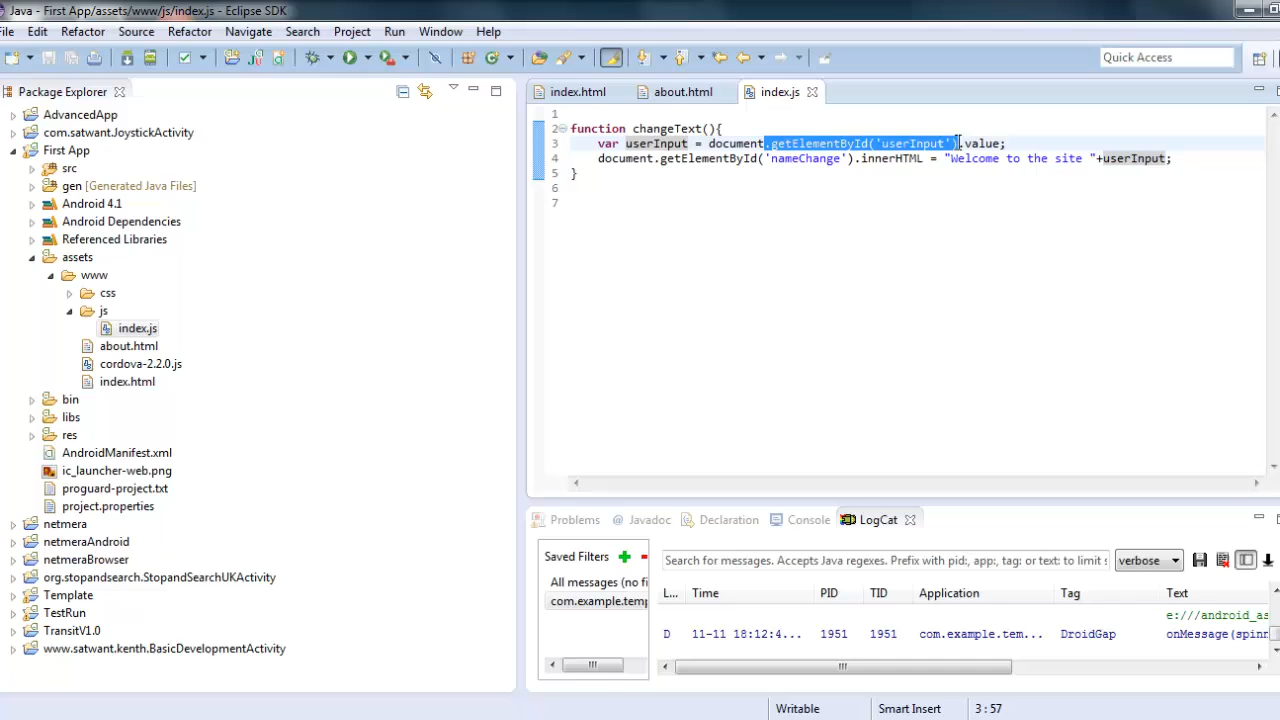 Java - First App/assets/www/js/index.js - Eclipse SDK
File Edit Refactor Source Refactor Navigate Search Project Run Window Help
Quick Access
Package Explorer
AdvancedApp
com.satwant.JoystickActivity
First App
src
gen [Generated Java Files]
Android 4.1
Android Dependencies
Referenced Libraries
assets
www
css
js
index.js
about.html
cordova-2.2.0.js
index.html
bin
libs
res
AndroidManifest.xml
ic_launcher-web.png
proguard-project.txt
project.properties
netmera
netmeraAndroid
netmeraBrowser
org.stopandsearch.StopandSearchUKActivity
Template
TestRun
TransitV1.0
www.satwant.kenth.BasicDevelopmentActivity
index.html about.html index.js
1
2 function changeText(){
3 var userInput = document.getElementById('userInput').value;
4 document.getElementById('nameChange').innerHTML = "Welcome to the site "+userInput;
5 }
6
7
Problems @ Javadoc Declaration Console LogCat
Saved Filters
All messages (no fi
com.example.temp
Search for messages. Accepts Java regexes. Prefix with pid:, app:, tag: or text: to limit s
verbose
L... Time PID TID Application Tag Text
e:///android_as
D 11-11 18:12:4... 1951 1951 com.example.tem... DroidGap onMessage(spinn
Writable Smart Insert 3 : 57